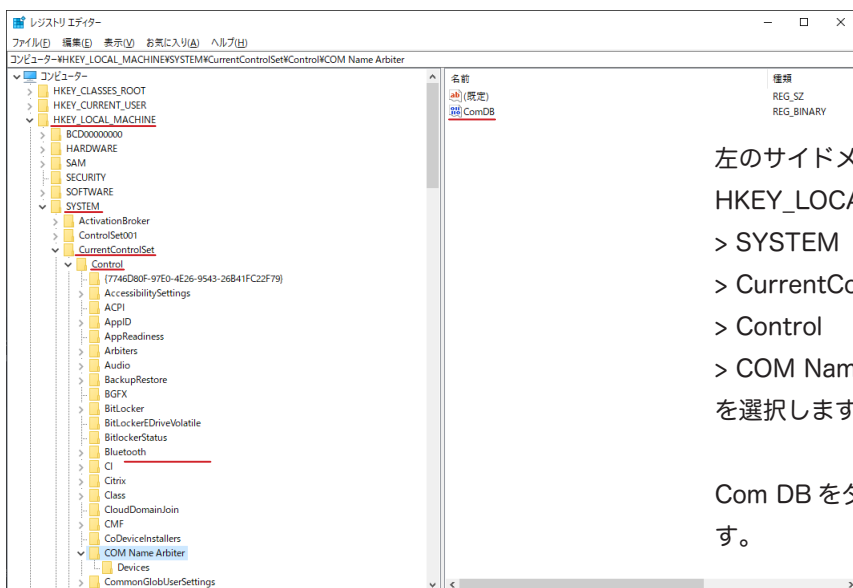 レジストリ エディター
ファイル(F) 編集(E) 表示(V) お気に入り(A) ヘルプ(H)
コンピューター¥HKEY_LOCAL_MACHINE¥SYSTEM¥CurrentControlSet¥Control¥COM Name Arbiter
コンピューター
HKEY_CLASSES_ROOT
HKEY_CURRENT_USER
HKEY_LOCAL_MACHINE
BCD00000000
HARDWARE
SAM
SECURITY
SOFTWARE
SYSTEM
ActivationBroker
ControlSet001
CurrentControlSet
Control
{7746D80F-97E0-4E26-9543-26B41FC22F79}
AccessibilitySettings
ACPI
AppID
AppReadiness
Arbiters
Audio
BackupRestore
BGFX
BitLocker
BitLockerEDriveVolatile
BitlockerStatus
Bluetooth
CI
Citrix
Class
CloudDomainJoin
CMF
CoDeviceInstallers
COM Name Arbiter
Devices
CommonGlobUserSettings
名前 種類
(既定) REG_SZ
ComDB REG_BINARY
左のサイドメ
HKEY_LOCA
> SYSTEM
> CurrentCo
> Control
> COM Nam
を選択します
Com DB をダ
す。